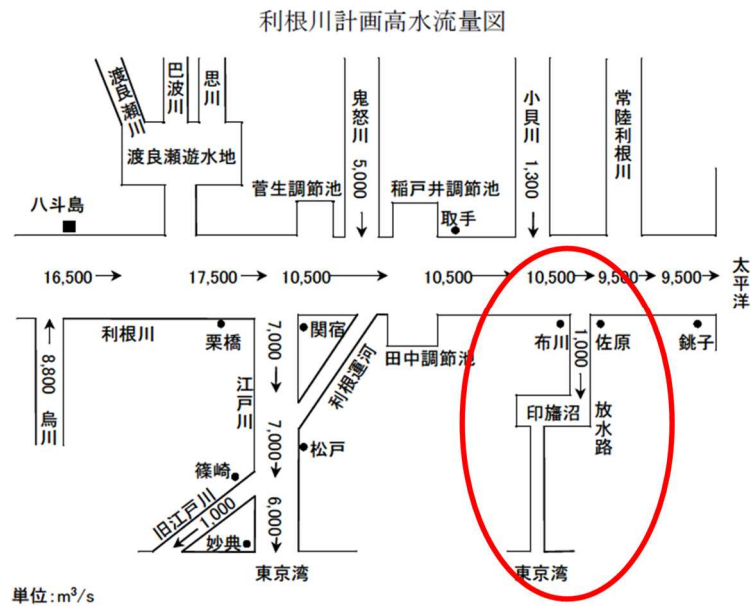 利根川計画高水流量図
渡良瀬川
巴波川
思川
鬼怒川 5,000
小貝川 1,300
常陸利根川
渡良瀬遊水地
菅生調節池
稲戸井調節池
八斗島
取手
16,500
17,500
10,500
10,500
10,500
9,500
9,500
太平洋
利根川
栗橋
7,000
関宿
利根運河
田中調節池
布川
1,000
佐原
銚子
8,800
烏川
江戸川
印旛沼
放水路
7,000
松戸
篠崎
旧江戸川
1,000
6,000
妙典
東京湾
東京湾
単位:m³/s